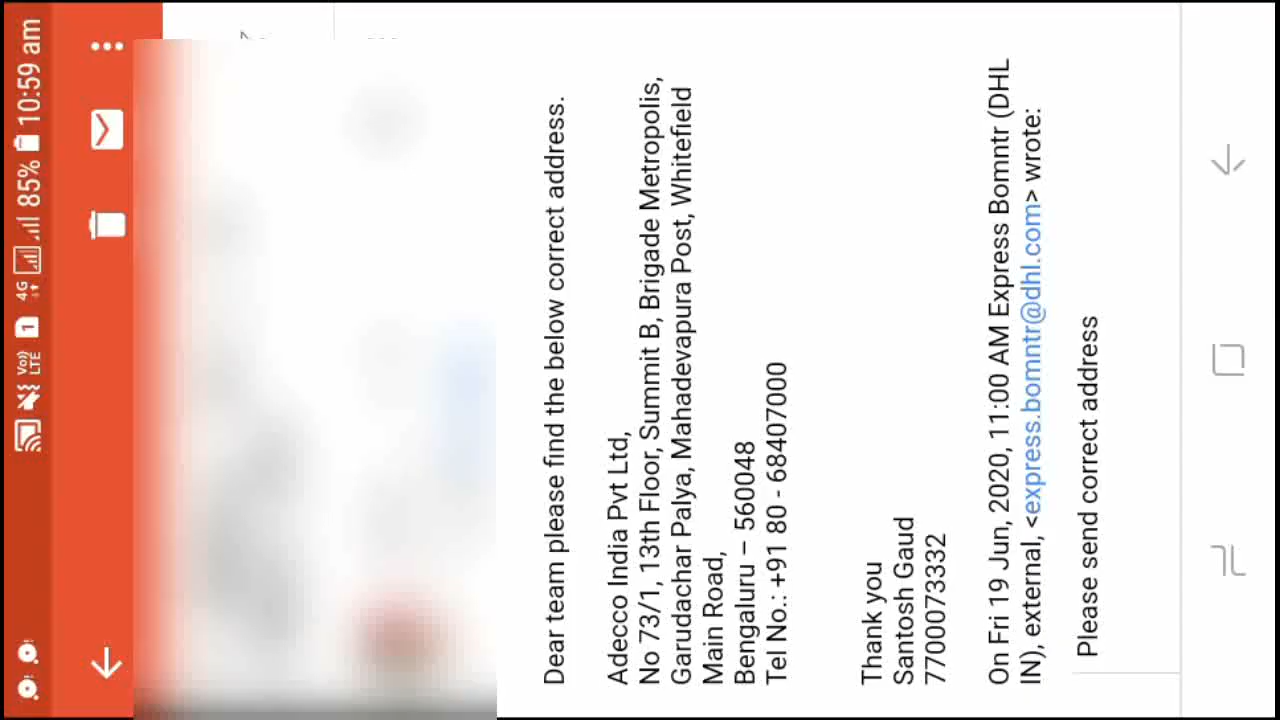 VoLTE 1 4G 85% 10:59 am
Dear team please find the below correct address.
Adecco India Pvt Ltd,
No 73/1, 13th Floor, Summit B, Brigade Metropolis,
Garudachar Palya, Mahadevapura Post, Whitefield
Main Road,
Bengaluru – 560048
Tel No.: +91 80 - 68407000
Thank you
Santosh Gaud
7700073332
On Fri 19 Jun, 2020, 11:00 AM Express Bomntr (DHL
IN), external, <express.bomntr@dhl.com> wrote:
Please send correct address